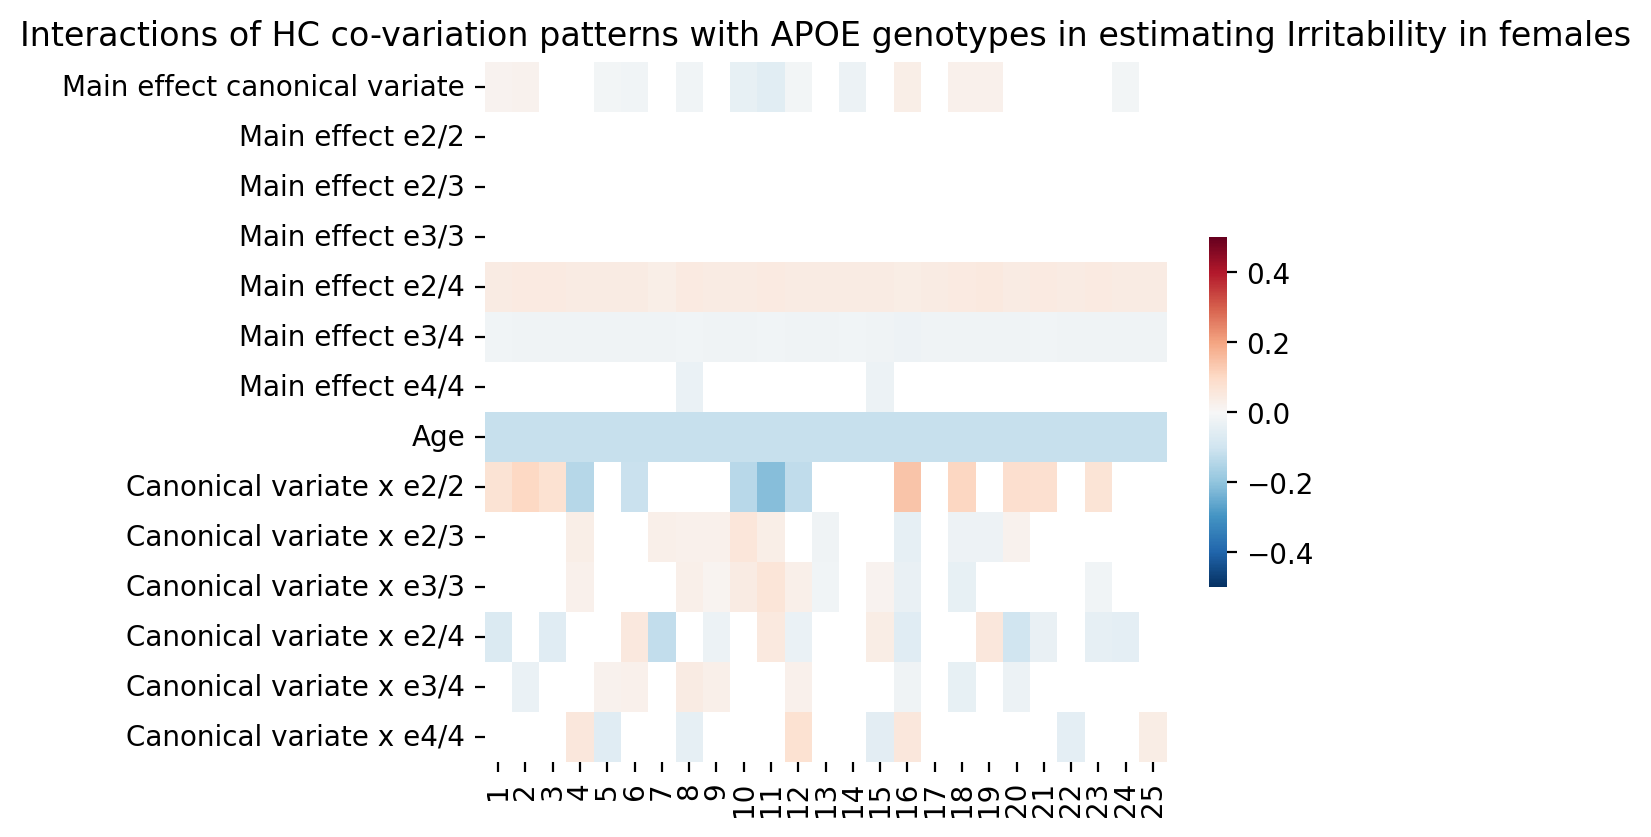 Interactions of HC co-variation patterns with APOE genotypes in estimating Irritability in females
Main effect canonical variate
Main effect e2/2
Main effect e2/3
Main effect e3/3
Main effect e2/4
Main effect e3/4
Main effect e4/4
Age
Canonical variate x e2/2
Canonical variate x e2/3
Canonical variate x e3/3
Canonical variate x e2/4
Canonical variate x e3/4
Canonical variate x e4/4
1 2 3 4 5 6 7 8 9 10 11 12 13 14 15 16 17 18 19 20 21 22 23 24 25
0.4
0.2
0.0
−0.2
−0.4